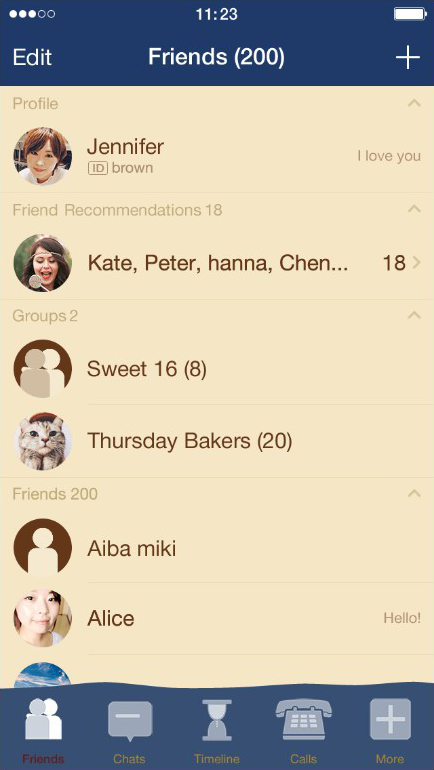 11:23
Edit Friends (200)
Profile
Jennifer
ID brown
I love you
Friend Recommendations 18
Kate, Peter, hanna, Chen... 18
Groups 2
Sweet 16 (8)
Thursday Bakers (20)
Friends 200
Aiba miki
Alice Hello!
Friends Chats Timeline Calls More